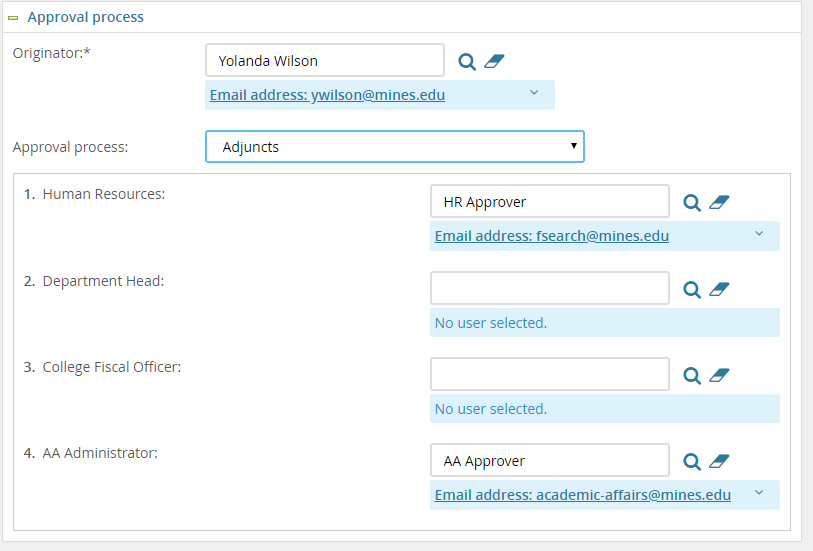 Approval process
Originator:*
Yolanda Wilson
Email address: ywilson@mines.edu
Approval process:
Adjuncts
1. Human Resources:
HR Approver
Email address: fsearch@mines.edu
2. Department Head:
No user selected.
3. College Fiscal Officer:
No user selected.
4. AA Administrator:
AA Approver
Email address: academic-affairs@mines.edu